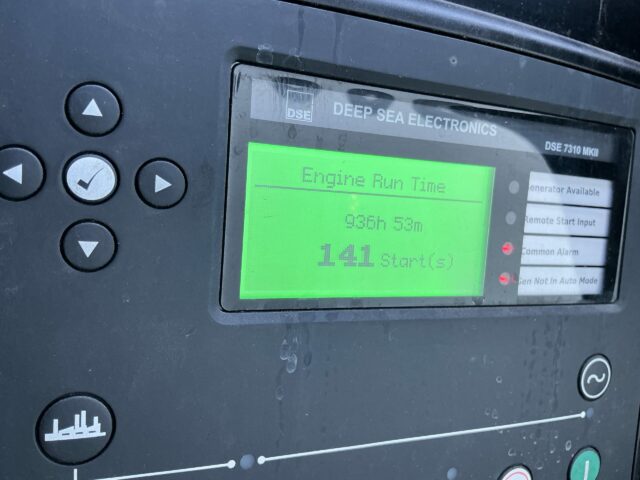 DSE
DEEP SEA ELECTRONICS
DSE 7310 MKII
Engine Run Time
936h 53m
141 Start(s)
enerator Available
Remote Start Input
Common Alarm
Gen Not In Auto Mode